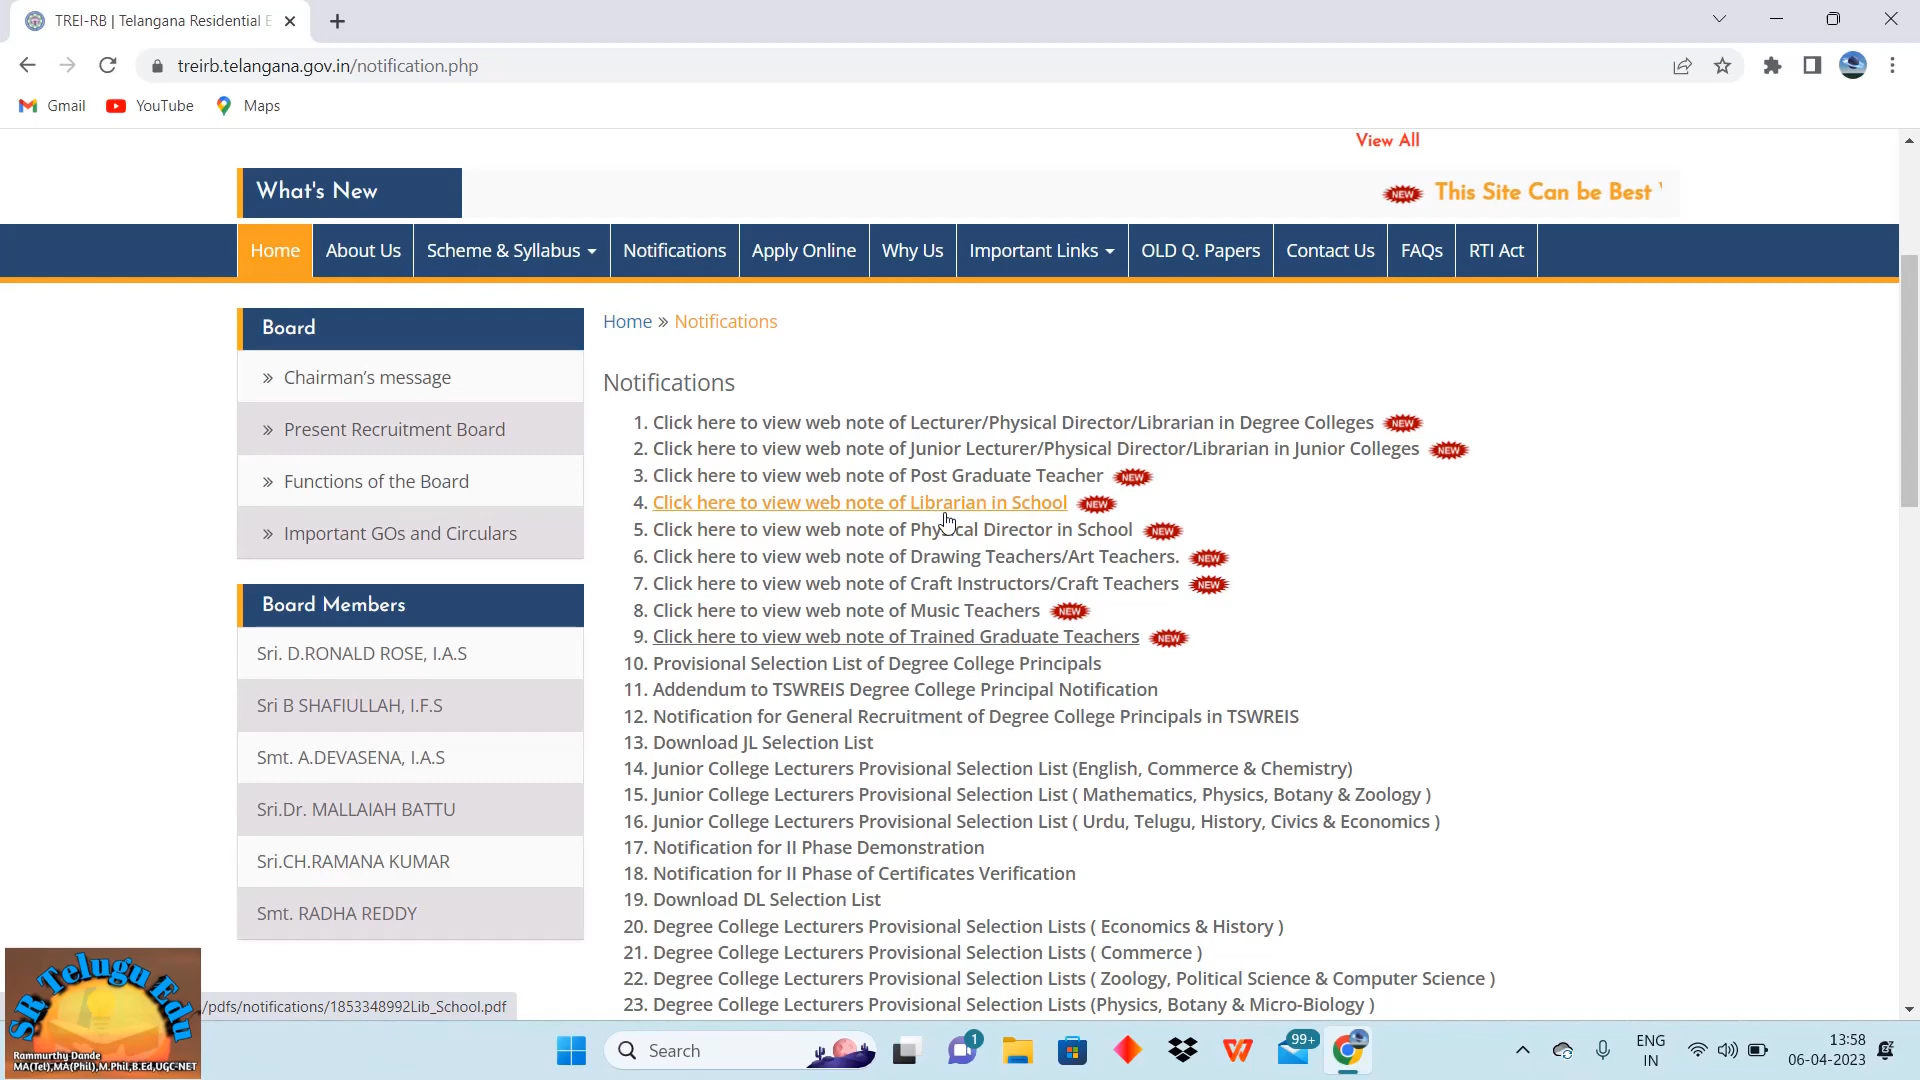 TREI-RB | Telangana Residential E
treirb.telangana.gov.in/notification.php
Gmail
YouTube
Maps
View All
What's New
NEW This Site Can be Best
Home
About Us
Scheme & Syllabus
Notifications
Apply Online
Why Us
Important Links
OLD Q. Papers
Contact Us
FAQs
RTI Act
Board
» Chairman's message
» Present Recruitment Board
» Functions of the Board
» Important GOs and Circulars
Board Members
Sri. D.RONALD ROSE, I.A.S
Sri B SHAFIULLAH, I.F.S
Smt. A.DEVASENA, I.A.S
Sri.Dr. MALLAIAH BATTU
Sri.CH.RAMANA KUMAR
Smt. RADHA REDDY
Home » Notifications
Notifications
1. Click here to view web note of Lecturer/Physical Director/Librarian in Degree Colleges NEW
2. Click here to view web note of Junior Lecturer/Physical Director/Librarian in Junior Colleges NEW
3. Click here to view web note of Post Graduate Teacher NEW
4. Click here to view web note of Librarian in School NEW
5. Click here to view web note of Physical Director in School NEW
6. Click here to view web note of Drawing Teachers/Art Teachers. NEW
7. Click here to view web note of Craft Instructors/Craft Teachers NEW
8. Click here to view web note of Music Teachers NEW
9. Click here to view web note of Trained Graduate Teachers NEW
10. Provisional Selection List of Degree College Principals
11. Addendum to TSWREIS Degree College Principal Notification
12. Notification for General Recruitment of Degree College Principals in TSWREIS
13. Download JL Selection List
14. Junior College Lecturers Provisional Selection List (English, Commerce & Chemistry)
15. Junior College Lecturers Provisional Selection List ( Mathematics, Physics, Botany & Zoology )
16. Junior College Lecturers Provisional Selection List ( Urdu, Telugu, History, Civics & Economics )
17. Notification for II Phase Demonstration
18. Notification for II Phase of Certificates Verification
19. Download DL Selection List
20. Degree College Lecturers Provisional Selection Lists ( Economics & History )
21. Degree College Lecturers Provisional Selection Lists ( Commerce )
22. Degree College Lecturers Provisional Selection Lists ( Zoology, Political Science & Computer Science )
23. Degree College Lecturers Provisional Selection Lists (Physics, Botany & Micro-Biology )
/pdfs/notifications/1853348992Lib_School.pdf
SR Telugu Edu
Rammurthy Dande
MA(Tel),MA(Phil),M.Phil,B.Ed,UGC-NET
Search
1
99+
ENG
IN
13:58
06-04-2023